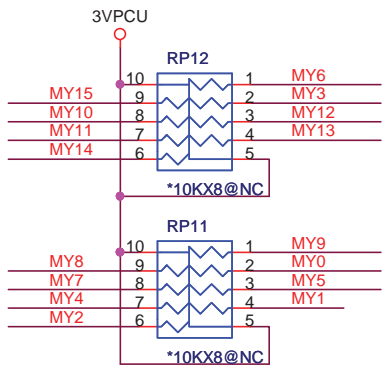 3VPCU
RP12
10 1 MY6
MY15 9 2 MY3
MY10 8 3 MY12
MY11 7 4 MY13
MY14 6 5
*10KX8@NC
RP11
10 1 MY9
MY8 9 2 MY0
MY7 8 3 MY5
MY4 7 4 MY1
MY2 6 5
*10KX8@NC